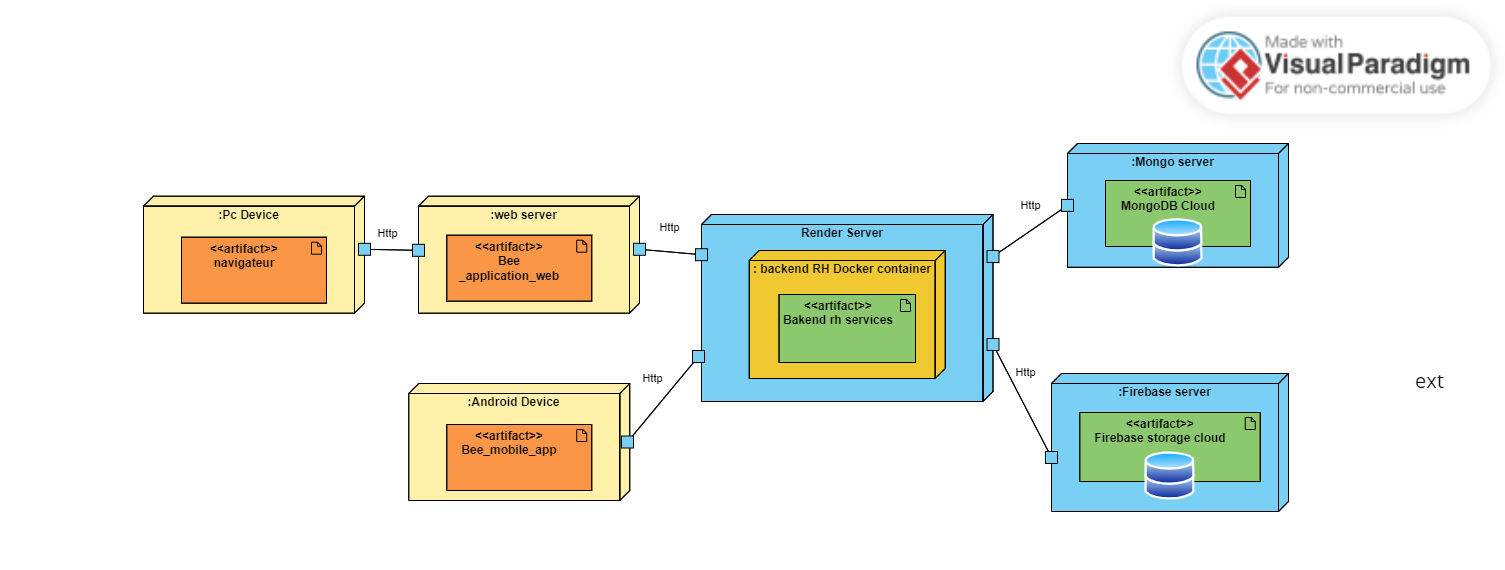 Made with
Visual Paradigm
For non-commercial use
:Mongo server
<<artifact>>
MongoDB Cloud
Http
:Pc Device
<<artifact>>
navigateur
Http
:web server
<<artifact>>
Bee
_application_web
Http
Render Server
: backend RH Docker container
<<artifact>>
Bakend rh services
Http
:Android Device
<<artifact>>
Bee_mobile_app
Http
:Firebase server
<<artifact>>
Firebase storage cloud
ext